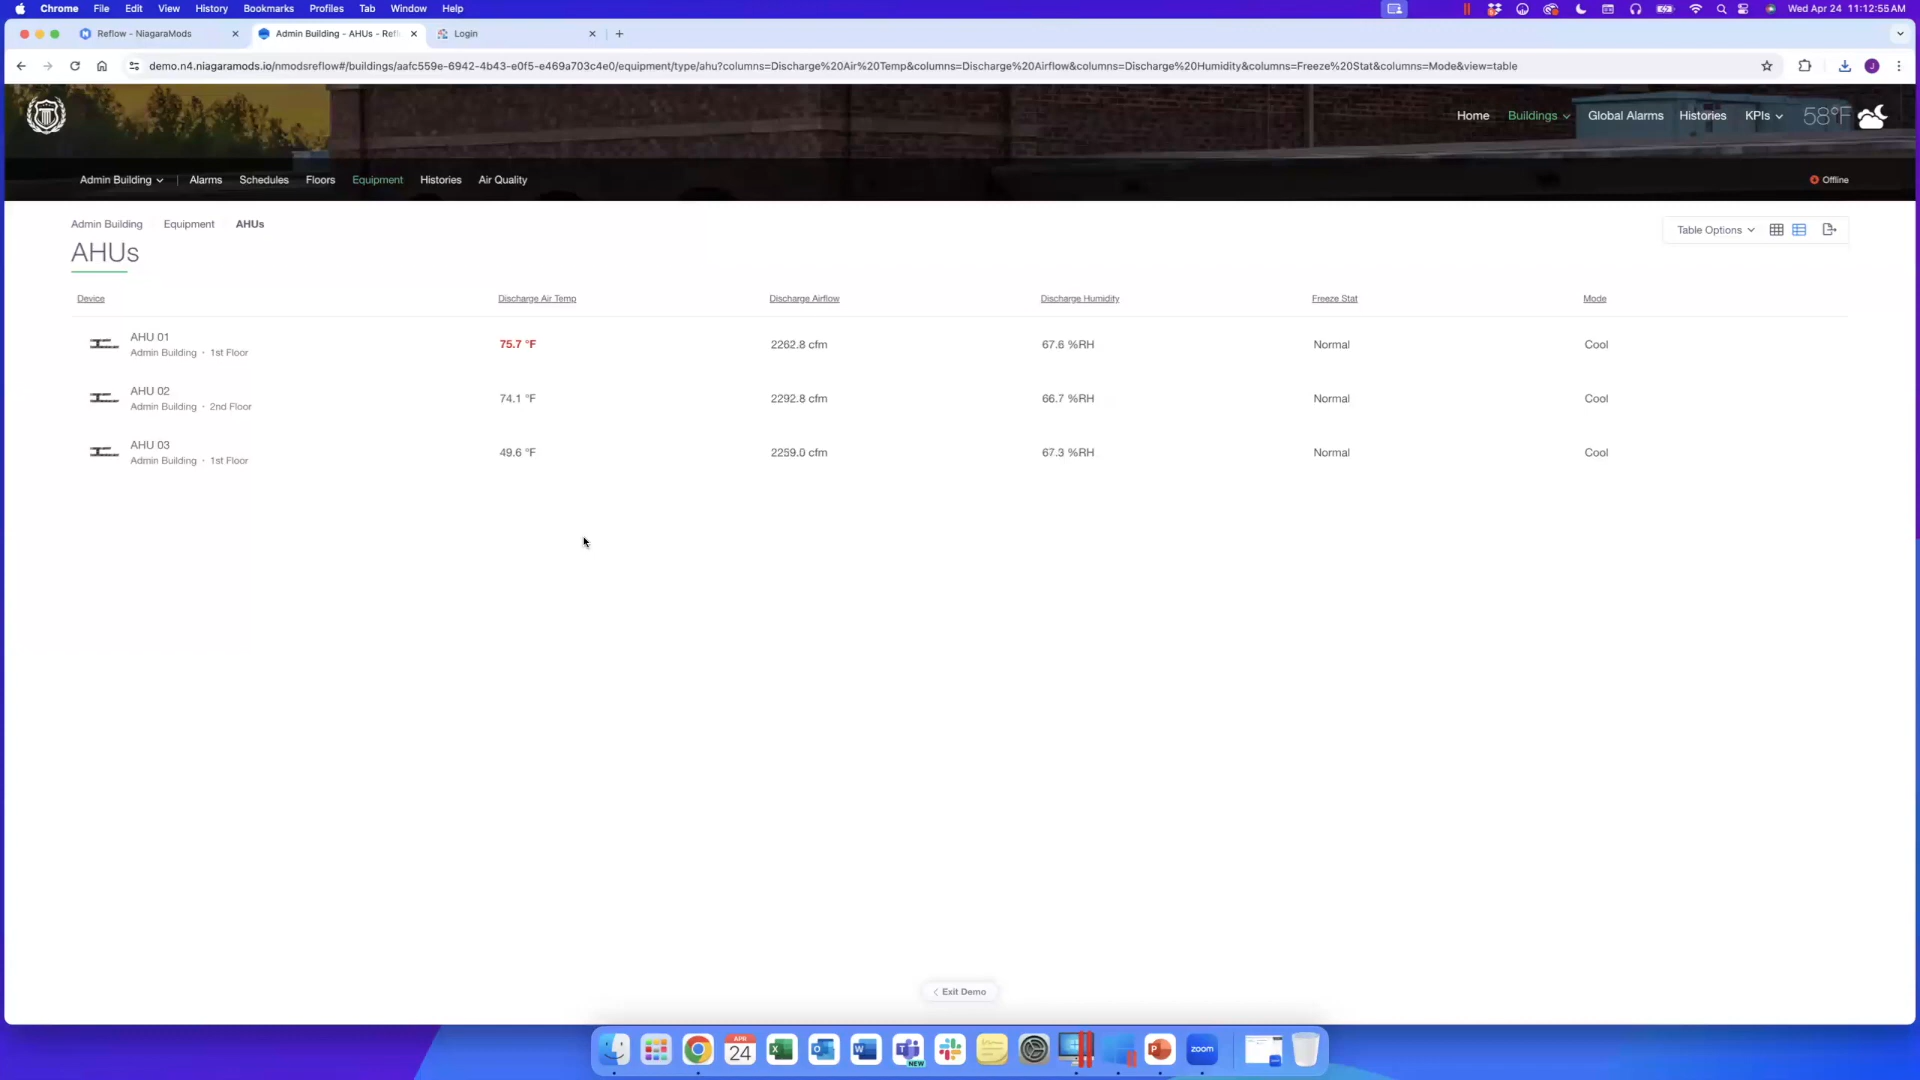 Chrome File Edit View History Bookmarks Profiles Tab Window Help Wed Apr 24 11:12:55 AM
Reflow - NiagaraMods Admin Building - AHUs - Refl Login
demo.n4.niagaramods.io/nmodsreflow#/buildings/aafc559e-6942-4b43-e0f5-e469a703c4e0/equipment/type/ahu?columns=Discharge%20Air%20Temp&columns=Discharge%20Airflow&columns=Discharge%20Humidity&columns=Freeze%20Stat&columns=Mode&view=table
Home Buildings Global Alarms Histories KPIs 58°F
Admin Building | Alarms Schedules Floors Equipment Histories Air Quality Offline
Admin Building Equipment AHUs
Table Options
AHUs
Device Discharge Air Temp Discharge Airflow Discharge Humidity Freeze Stat Mode
AHU 01
Admin Building · 1st Floor
75.7 °F 2262.8 cfm 67.6 %RH Normal Cool
AHU 02
Admin Building · 2nd Floor
74.1 °F 2292.8 cfm 66.7 %RH Normal Cool
AHU 03
Admin Building · 1st Floor
49.6 °F 2259.0 cfm 67.3 %RH Normal Cool
Exit Demo
APR
24
NEW
zoom